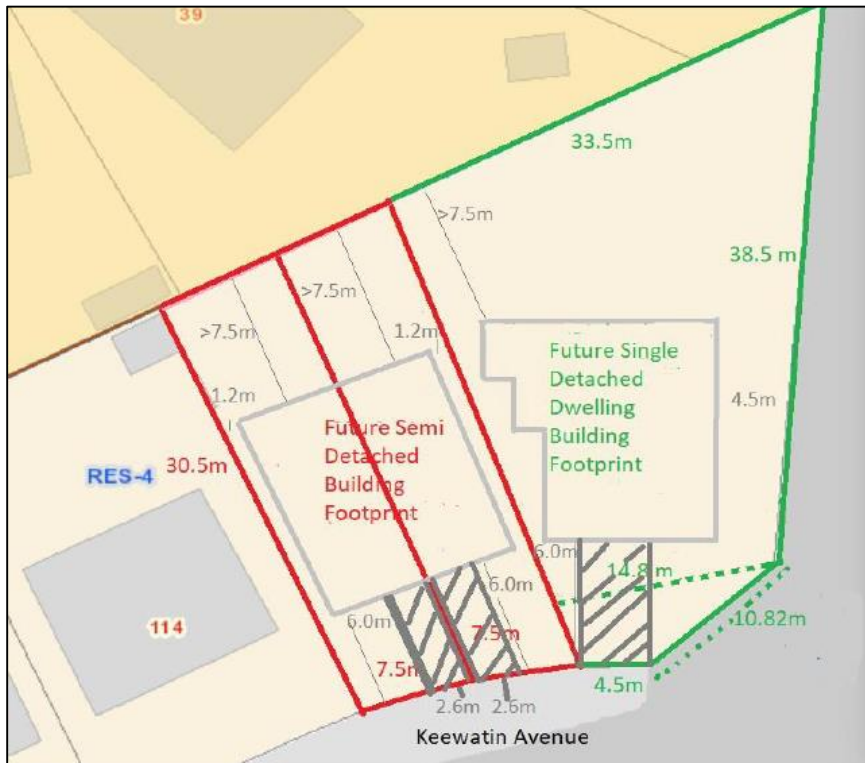 39
33.5m
>7.5m
38.5 m
>7.5m
>7.5m
1.2m
1.2m
Future Single
Detached
Dwelling
Building
Footprint
4.5m
Future Semi
Detached
Building
Footprint
30.5m
RES-4
6.0m
14.8 m
6.0m
6.0m
10.82m
114
7.5m
7.5m
4.5m
2.6m 2.6m
Keewatin Avenue